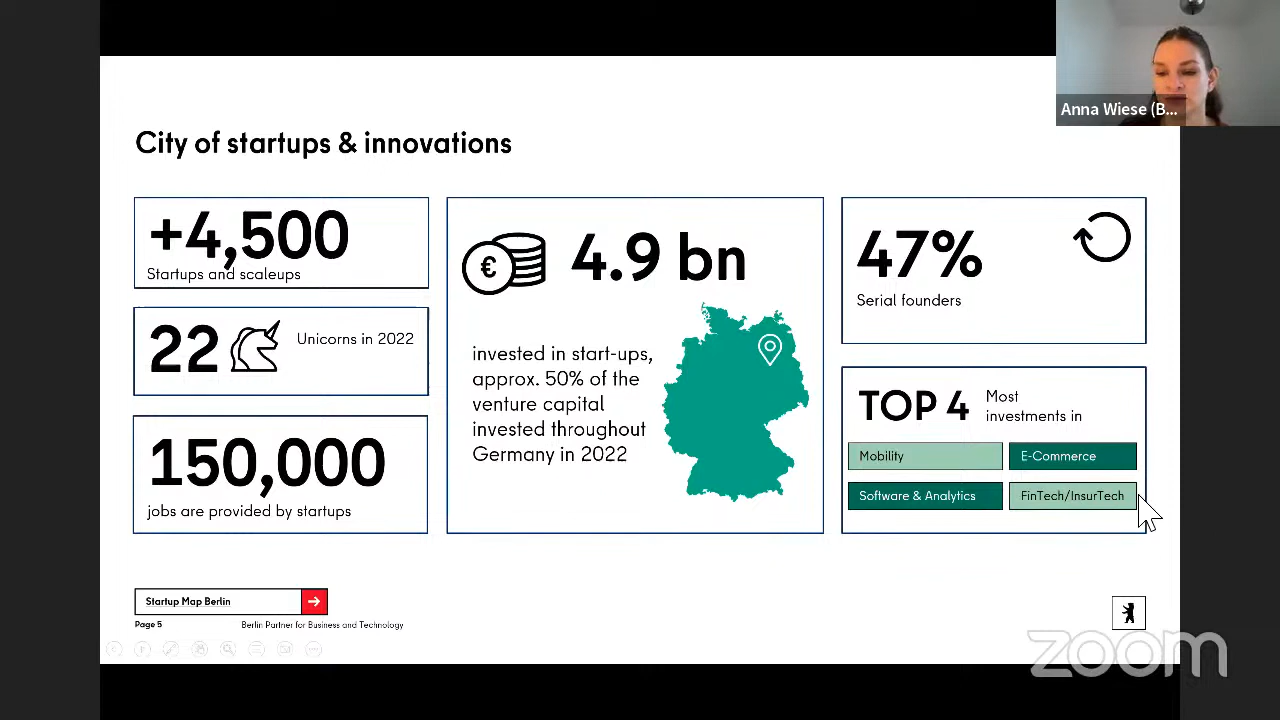 Anna Wiese (B...
City of startups & innovations
+4,500
Startups and scaleups
22
Unicorns in 2022
150,000
jobs are provided by startups
€
4.9 bn
invested in start-ups,
approx. 50% of the
venture capital
invested throughout
Germany in 2022
47%
Serial founders
TOP 4
Most
investments in
Mobility
E-Commerce
Software & Analytics
FinTech/InsurTech
Startup Map Berlin
Page 5
Berlin Partner for Business and Technology
zoom